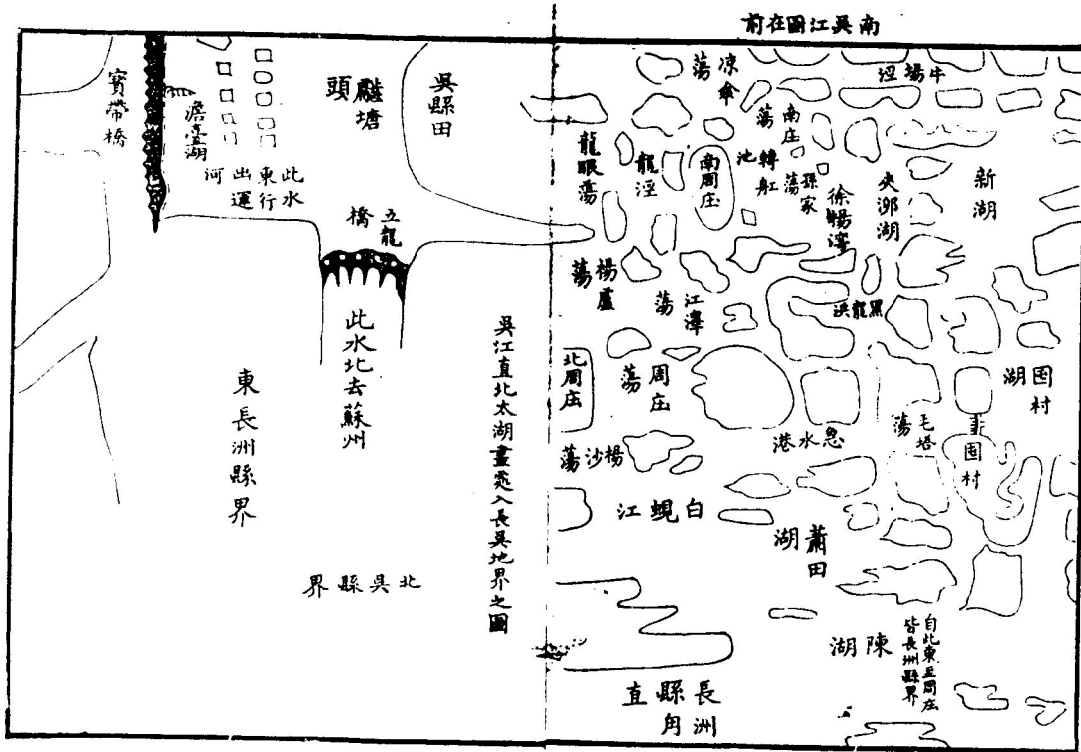 南吳江圖在前
牛場涇
涼傘
蕩
南庄
蕩
新湖
夾浰湖
徐暢灣
孫家
蕩
轉船
池
南周庄
龍涇
龍眼蕩
楊蘆
蕩
江澤
蕩
黑龍浜
囤村
湖
囤村
毛塔
蕩
急水港
周庄
蕩
北周庄
楊沙蕩
白蜆江
蕭田
湖
陳湖
自此東至周庄
皆長洲縣界
長洲
縣甪
直
吳縣田
塘
頭
五龍
橋
此水
東行
出運
河
澹臺湖
寶帶橋
吳江直北太湖盡處入長吳地界之圖
此水北去蘇州
東長洲縣界
北吳縣界